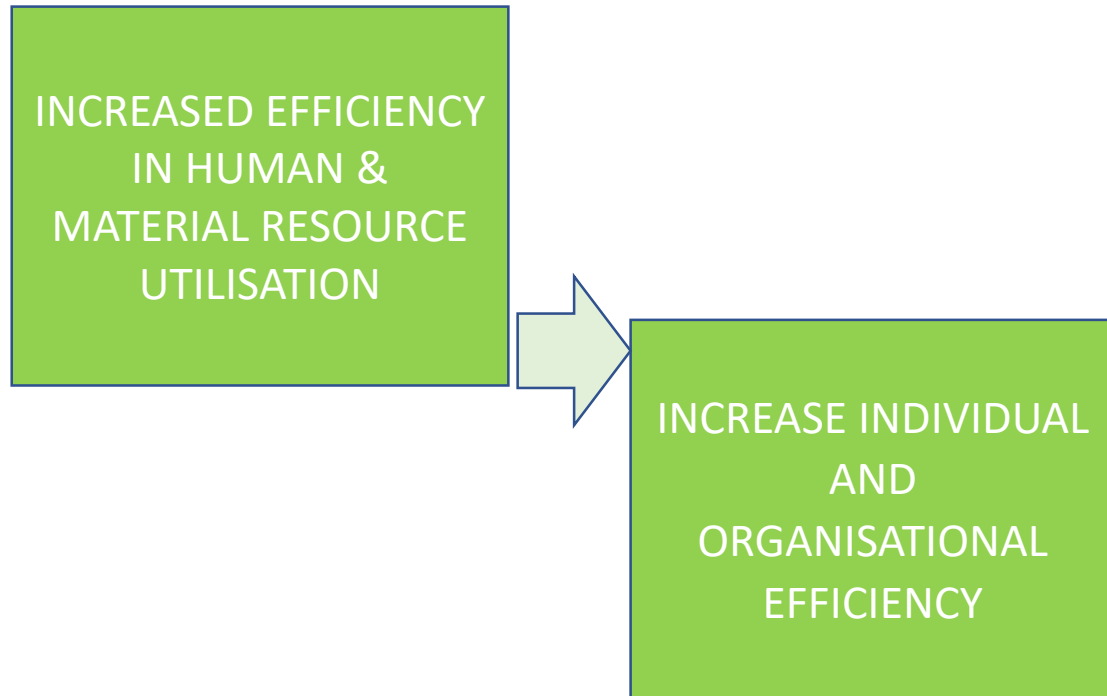 INCREASED EFFICIENCY
IN HUMAN &
MATERIAL RESOURCE
UTILISATION
INCREASE INDIVIDUAL
AND
ORGANISATIONAL
EFFICIENCY